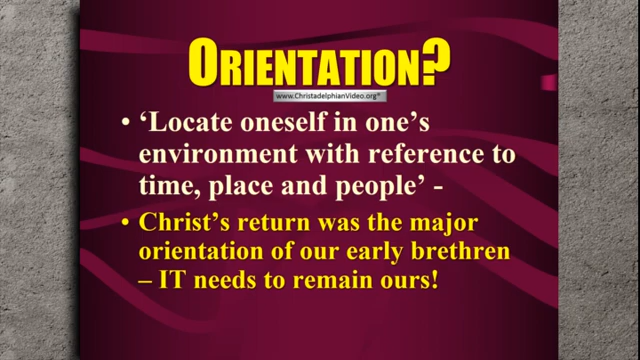 ORIENTATION?
www.ChristadelphianVideo.org®
• ‘Locate oneself in one’s
environment with reference to
time, place and people’ -
• Christ’s return was the major
orientation of our early brethren
– IT needs to remain ours!